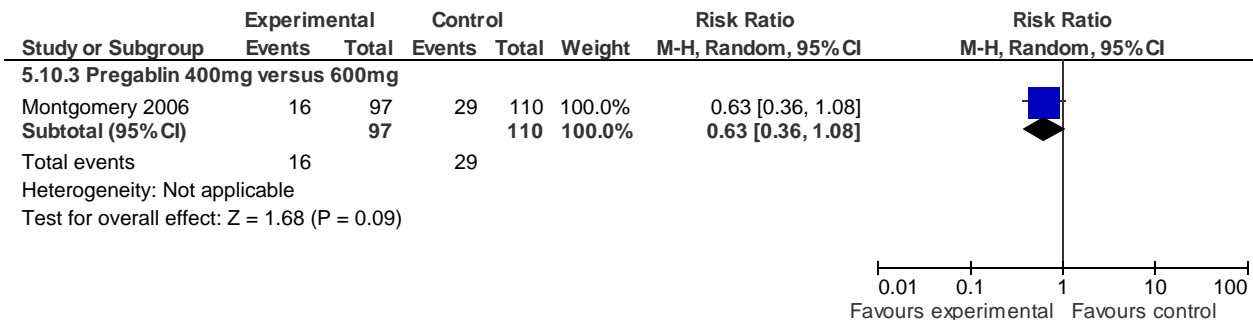 Experimental Control Risk Ratio Risk Ratio
Study or Subgroup Events Total Events Total Weight M-H, Random, 95% CI M-H, Random, 95% CI
5.10.3 Pregablin 400mg versus 600mg
Montgomery 2006 16 97 29 110 100.0% 0.63 [0.36, 1.08]
Subtotal (95% CI) 97 110 100.0% 0.63 [0.36, 1.08]
Total events 16 29
Heterogeneity: Not applicable
Test for overall effect: Z = 1.68 (P = 0.09)
0.01 0.1 1 10 100
Favours experimental Favours control